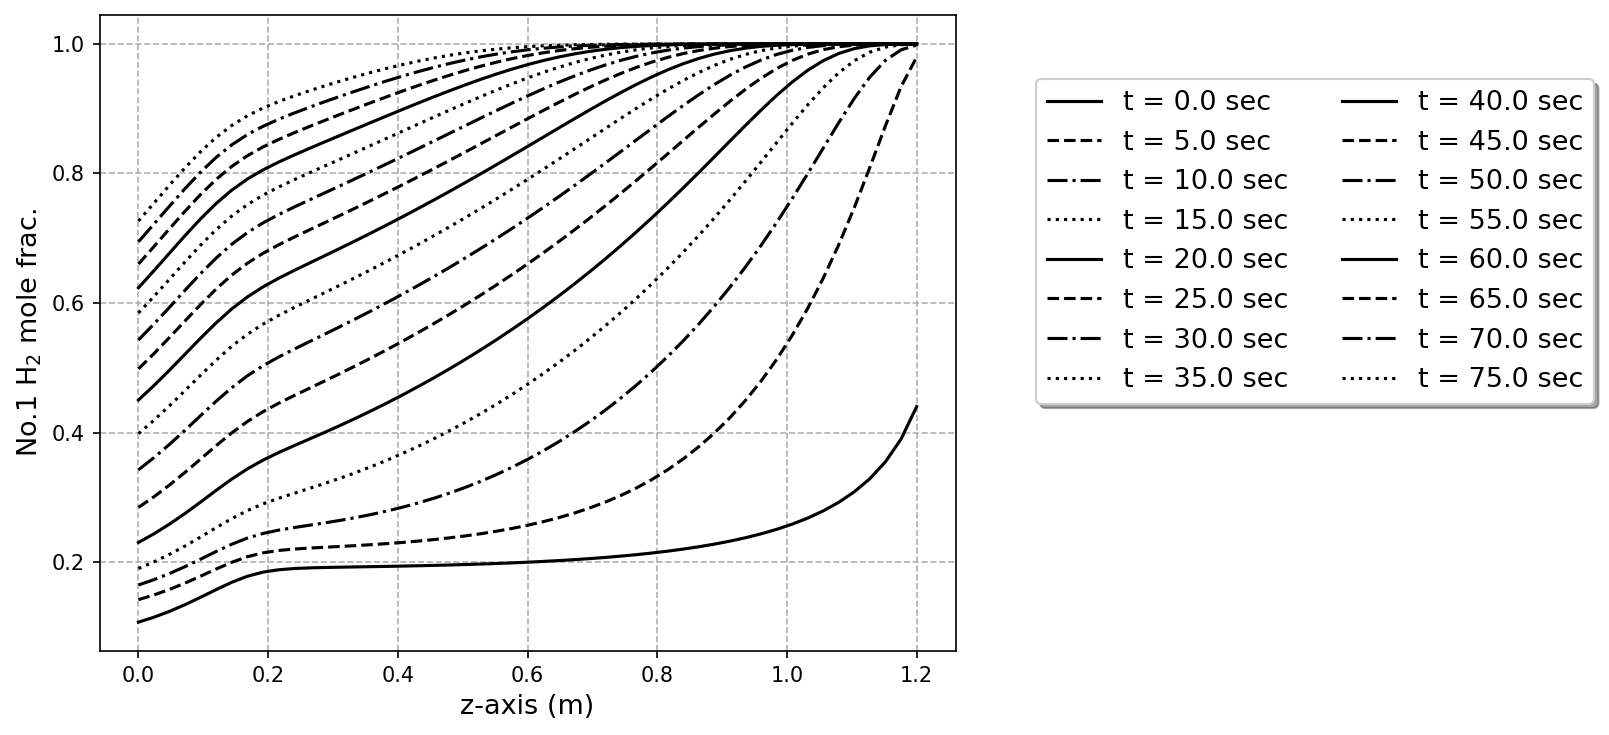 No.1 H₂ mole frac.
1.0
0.8
0.6
0.4
0.2
0.0 0.2 0.4 0.6 0.8 1.0 1.2
z-axis (m)
t = 0.0 sec
t = 5.0 sec
t = 10.0 sec
t = 15.0 sec
t = 20.0 sec
t = 25.0 sec
t = 30.0 sec
t = 35.0 sec
t = 40.0 sec
t = 45.0 sec
t = 50.0 sec
t = 55.0 sec
t = 60.0 sec
t = 65.0 sec
t = 70.0 sec
t = 75.0 sec